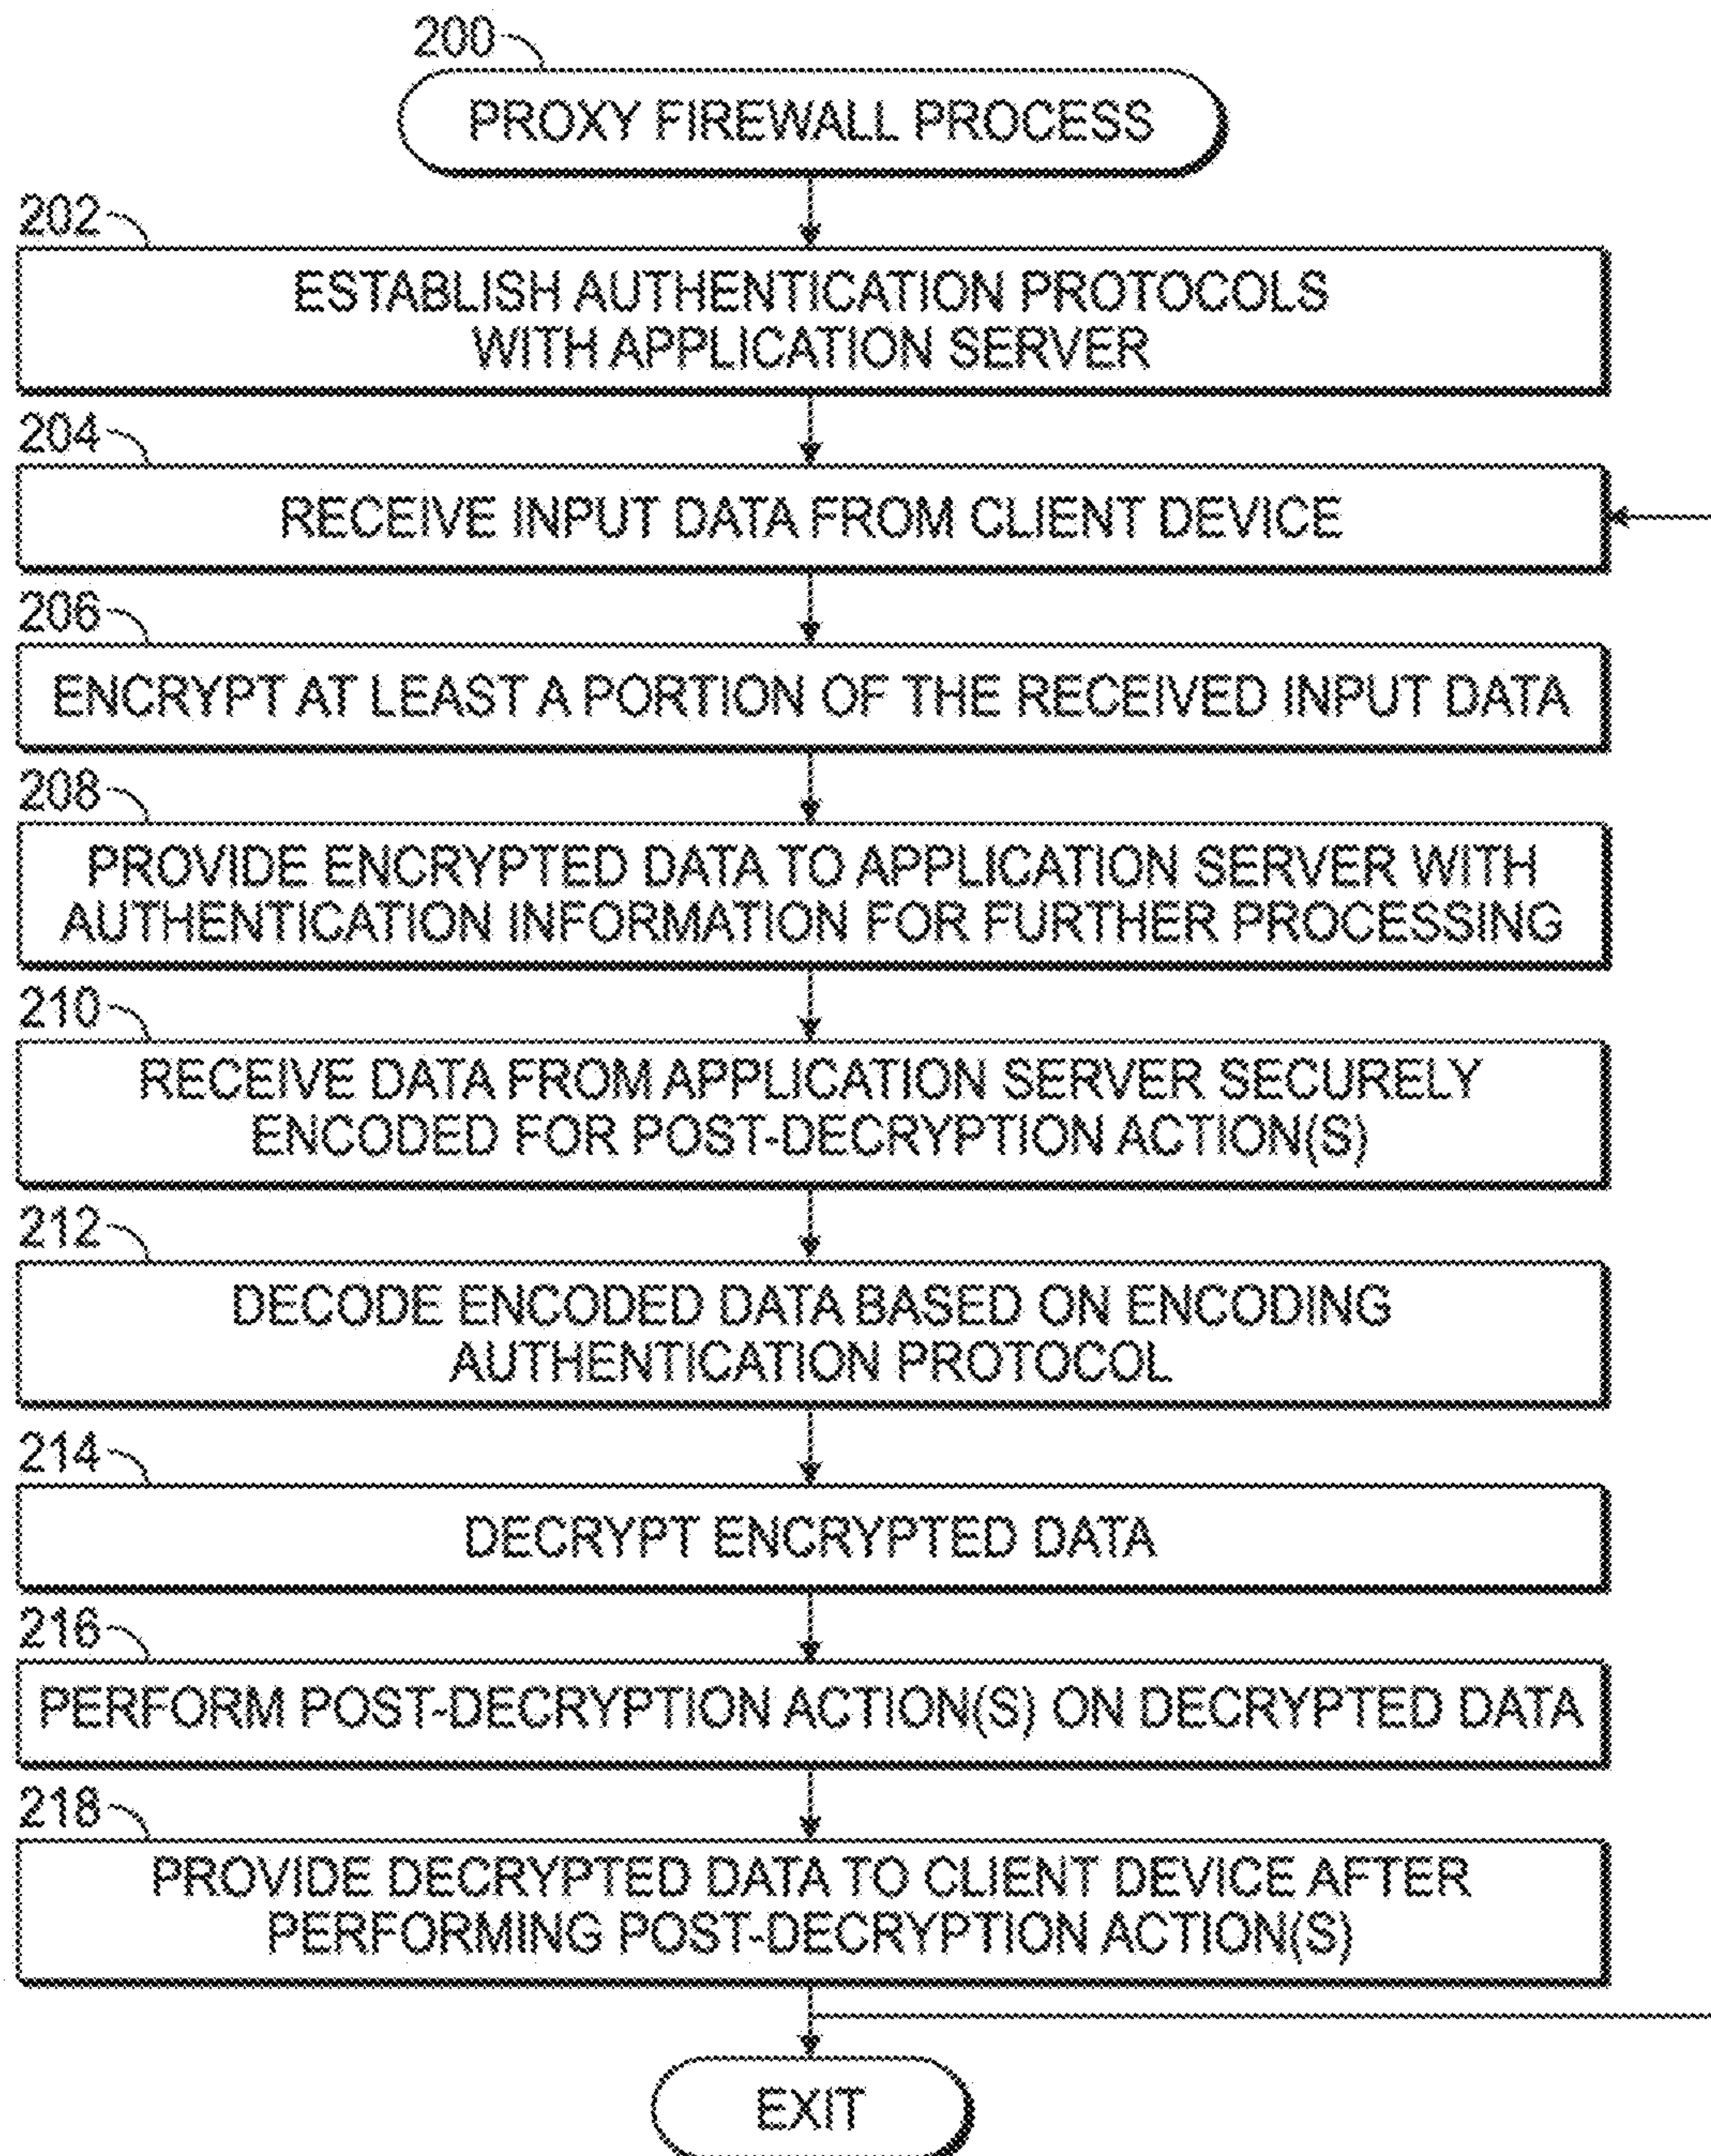 200
PROXY FIREWALL PROCESS
202
ESTABLISH AUTHENTICATION PROTOCOLS
WITH APPLICATION SERVER
204
RECEIVE INPUT DATA FROM CLIENT DEVICE
206
ENCRYPT AT LEAST A PORTION OF THE RECEIVED INPUT DATA
208
PROVIDE ENCRYPTED DATA TO APPLICATION SERVER WITH
AUTHENTICATION INFORMATION FOR FURTHER PROCESSING
210
RECEIVE DATA FROM APPLICATION SERVER SECURELY
ENCODED FOR POST-DECRYPTION ACTION(S)
212
DECODE ENCODED DATA BASED ON ENCODING
AUTHENTICATION PROTOCOL
214
DECRYPT ENCRYPTED DATA
216
PERFORM POST-DECRYPTION ACTION(S) ON DECRYPTED DATA
218
PROVIDE DECRYPTED DATA TO CLIENT DEVICE AFTER
PERFORMING POST-DECRYPTION ACTION(S)
EXIT